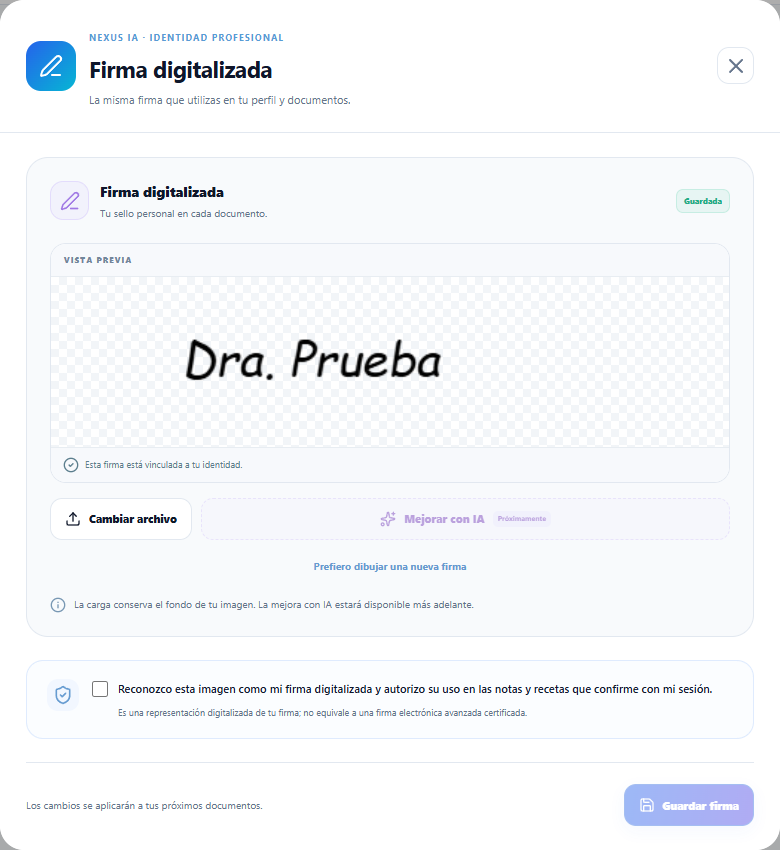 NEXUS IA · IDENTIDAD PROFESIONAL
Firma digitalizada
La misma firma que utilizas en tu perfil y documentos.
Firma digitalizada
Tu sello personal en cada documento.
Guardada
VISTA PREVIA
Dra. Prueba
Esta firma está vinculada a tu identidad.
Cambiar archivo
Mejorar con IA
Próximamente
Prefiero dibujar una nueva firma
La carga conserva el fondo de tu imagen. La mejora con IA estará disponible más adelante.
Reconozco esta imagen como mi firma digitalizada y autorizo su uso en las notas y recetas que confirme con mi sesión.
Es una representación digitalizada de tu firma; no equivale a una firma electrónica avanzada certificada.
Los cambios se aplicarán a tus próximos documentos.
Guardar firma